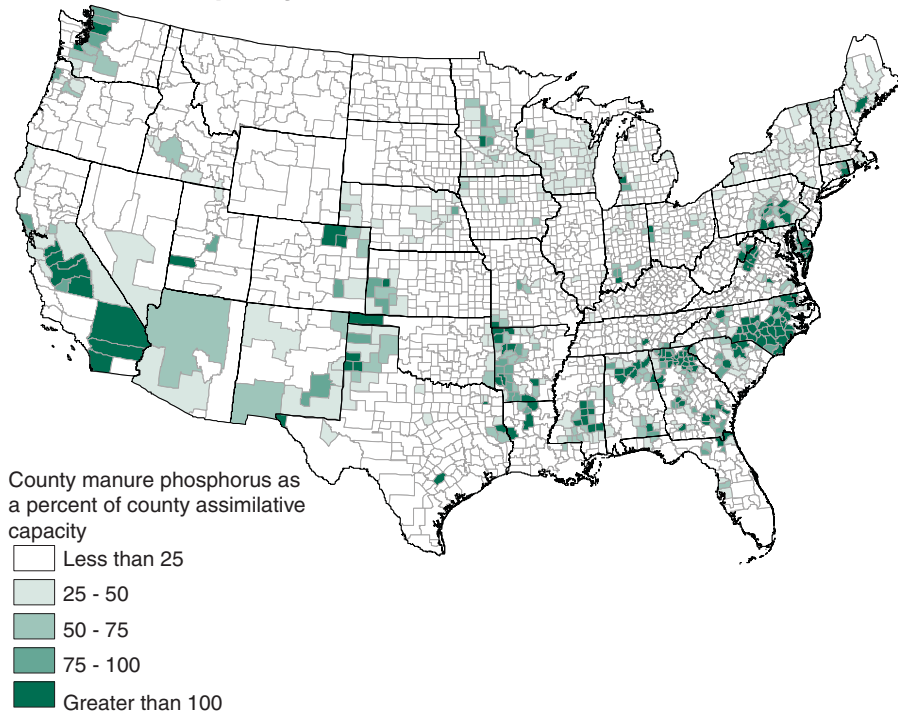 County manure phosphorus as
a percent of county assimilative
capacity
Less than 25
25 - 50
50 - 75
75 - 100
Greater than 100